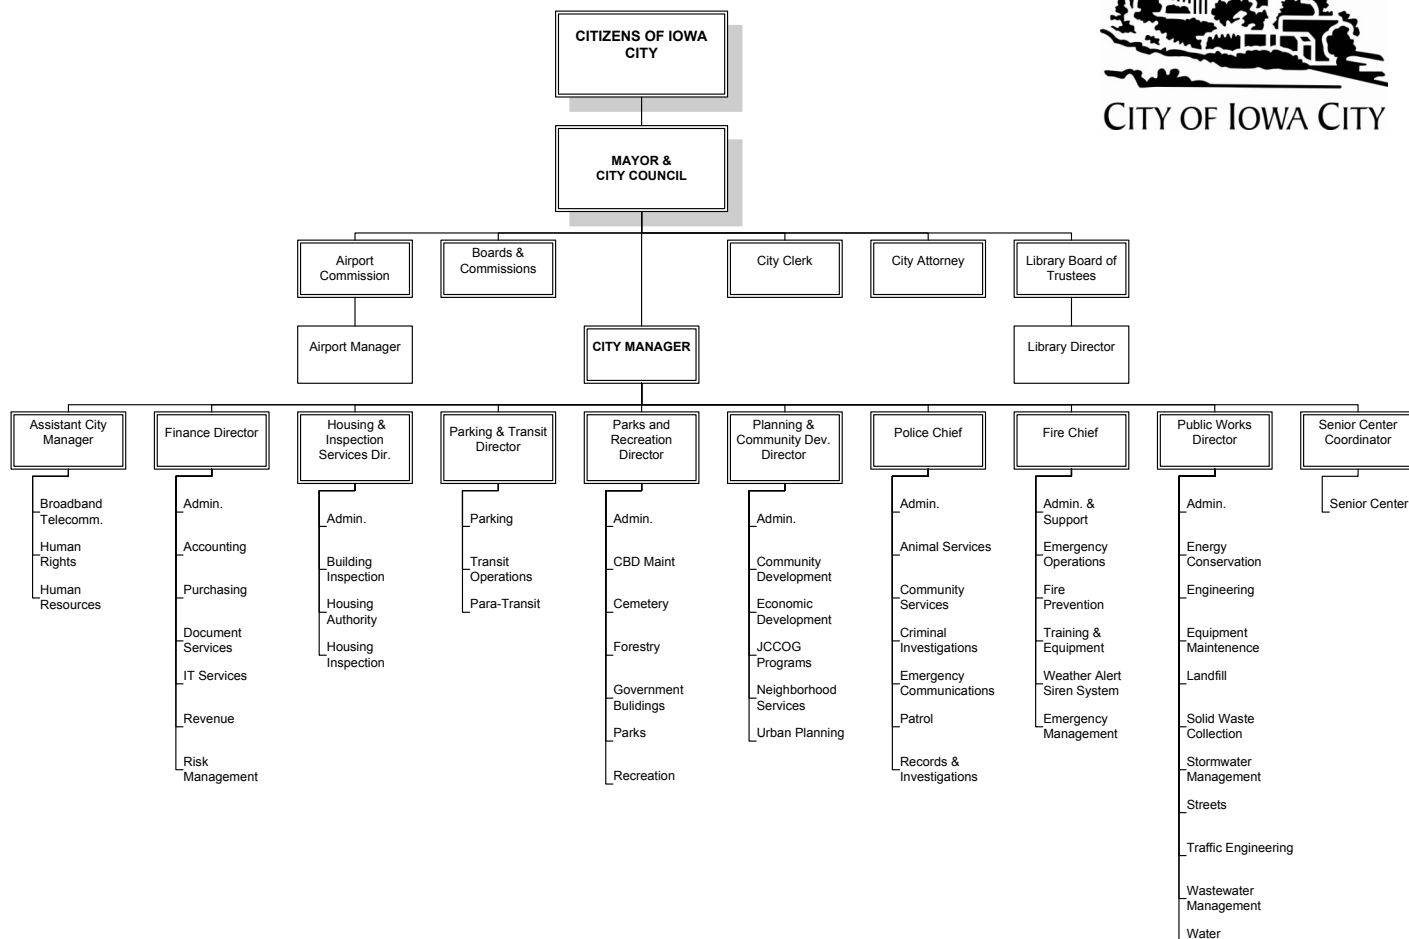 CITIZENS OF IOWA
CITY
CITY OF IOWA CITY
MAYOR &
CITY COUNCIL
Airport
Commission
Boards &
Commissions
City Clerk
City Attorney
Library Board of
Trustees
Airport Manager
CITY MANAGER
Library Director
Assistant City
Manager
Broadband
Telecomm.
Human
Rights
Human
Resources
Finance Director
Admin.
Accounting
Purchasing
Document
Services
IT Services
Revenue
Risk
Management
Housing &
Inspection
Services Dir.
Admin.
Building
Inspection
Housing
Authority
Housing
Inspection
Parking & Transit
Director
Parking
Transit
Operations
Para-Transit
Parks and
Recreation
Director
Admin.
CBD Maint
Cemetery
Forestry
Government
Bulidings
Parks
Recreation
Planning &
Community Dev.
Director
Admin.
Community
Development
Economic
Development
JCCOG
Programs
Neighborhood
Services
Urban Planning
Police Chief
Admin.
Animal Services
Community
Services
Criminal
Investigations
Emergency
Communications
Patrol
Records &
Investigations
Fire Chief
Admin. &
Support
Emergency
Operations
Fire
Prevention
Training &
Equipment
Weather Alert
Siren System
Emergency
Management
Public Works
Director
Admin.
Energy
Conservation
Engineering
Equipment
Maintenence
Landfill
Solid Waste
Collection
Stormwater
Management
Streets
Traffic Engineering
Wastewater
Management
Water
Senior Center
Coordinator
Senior Center